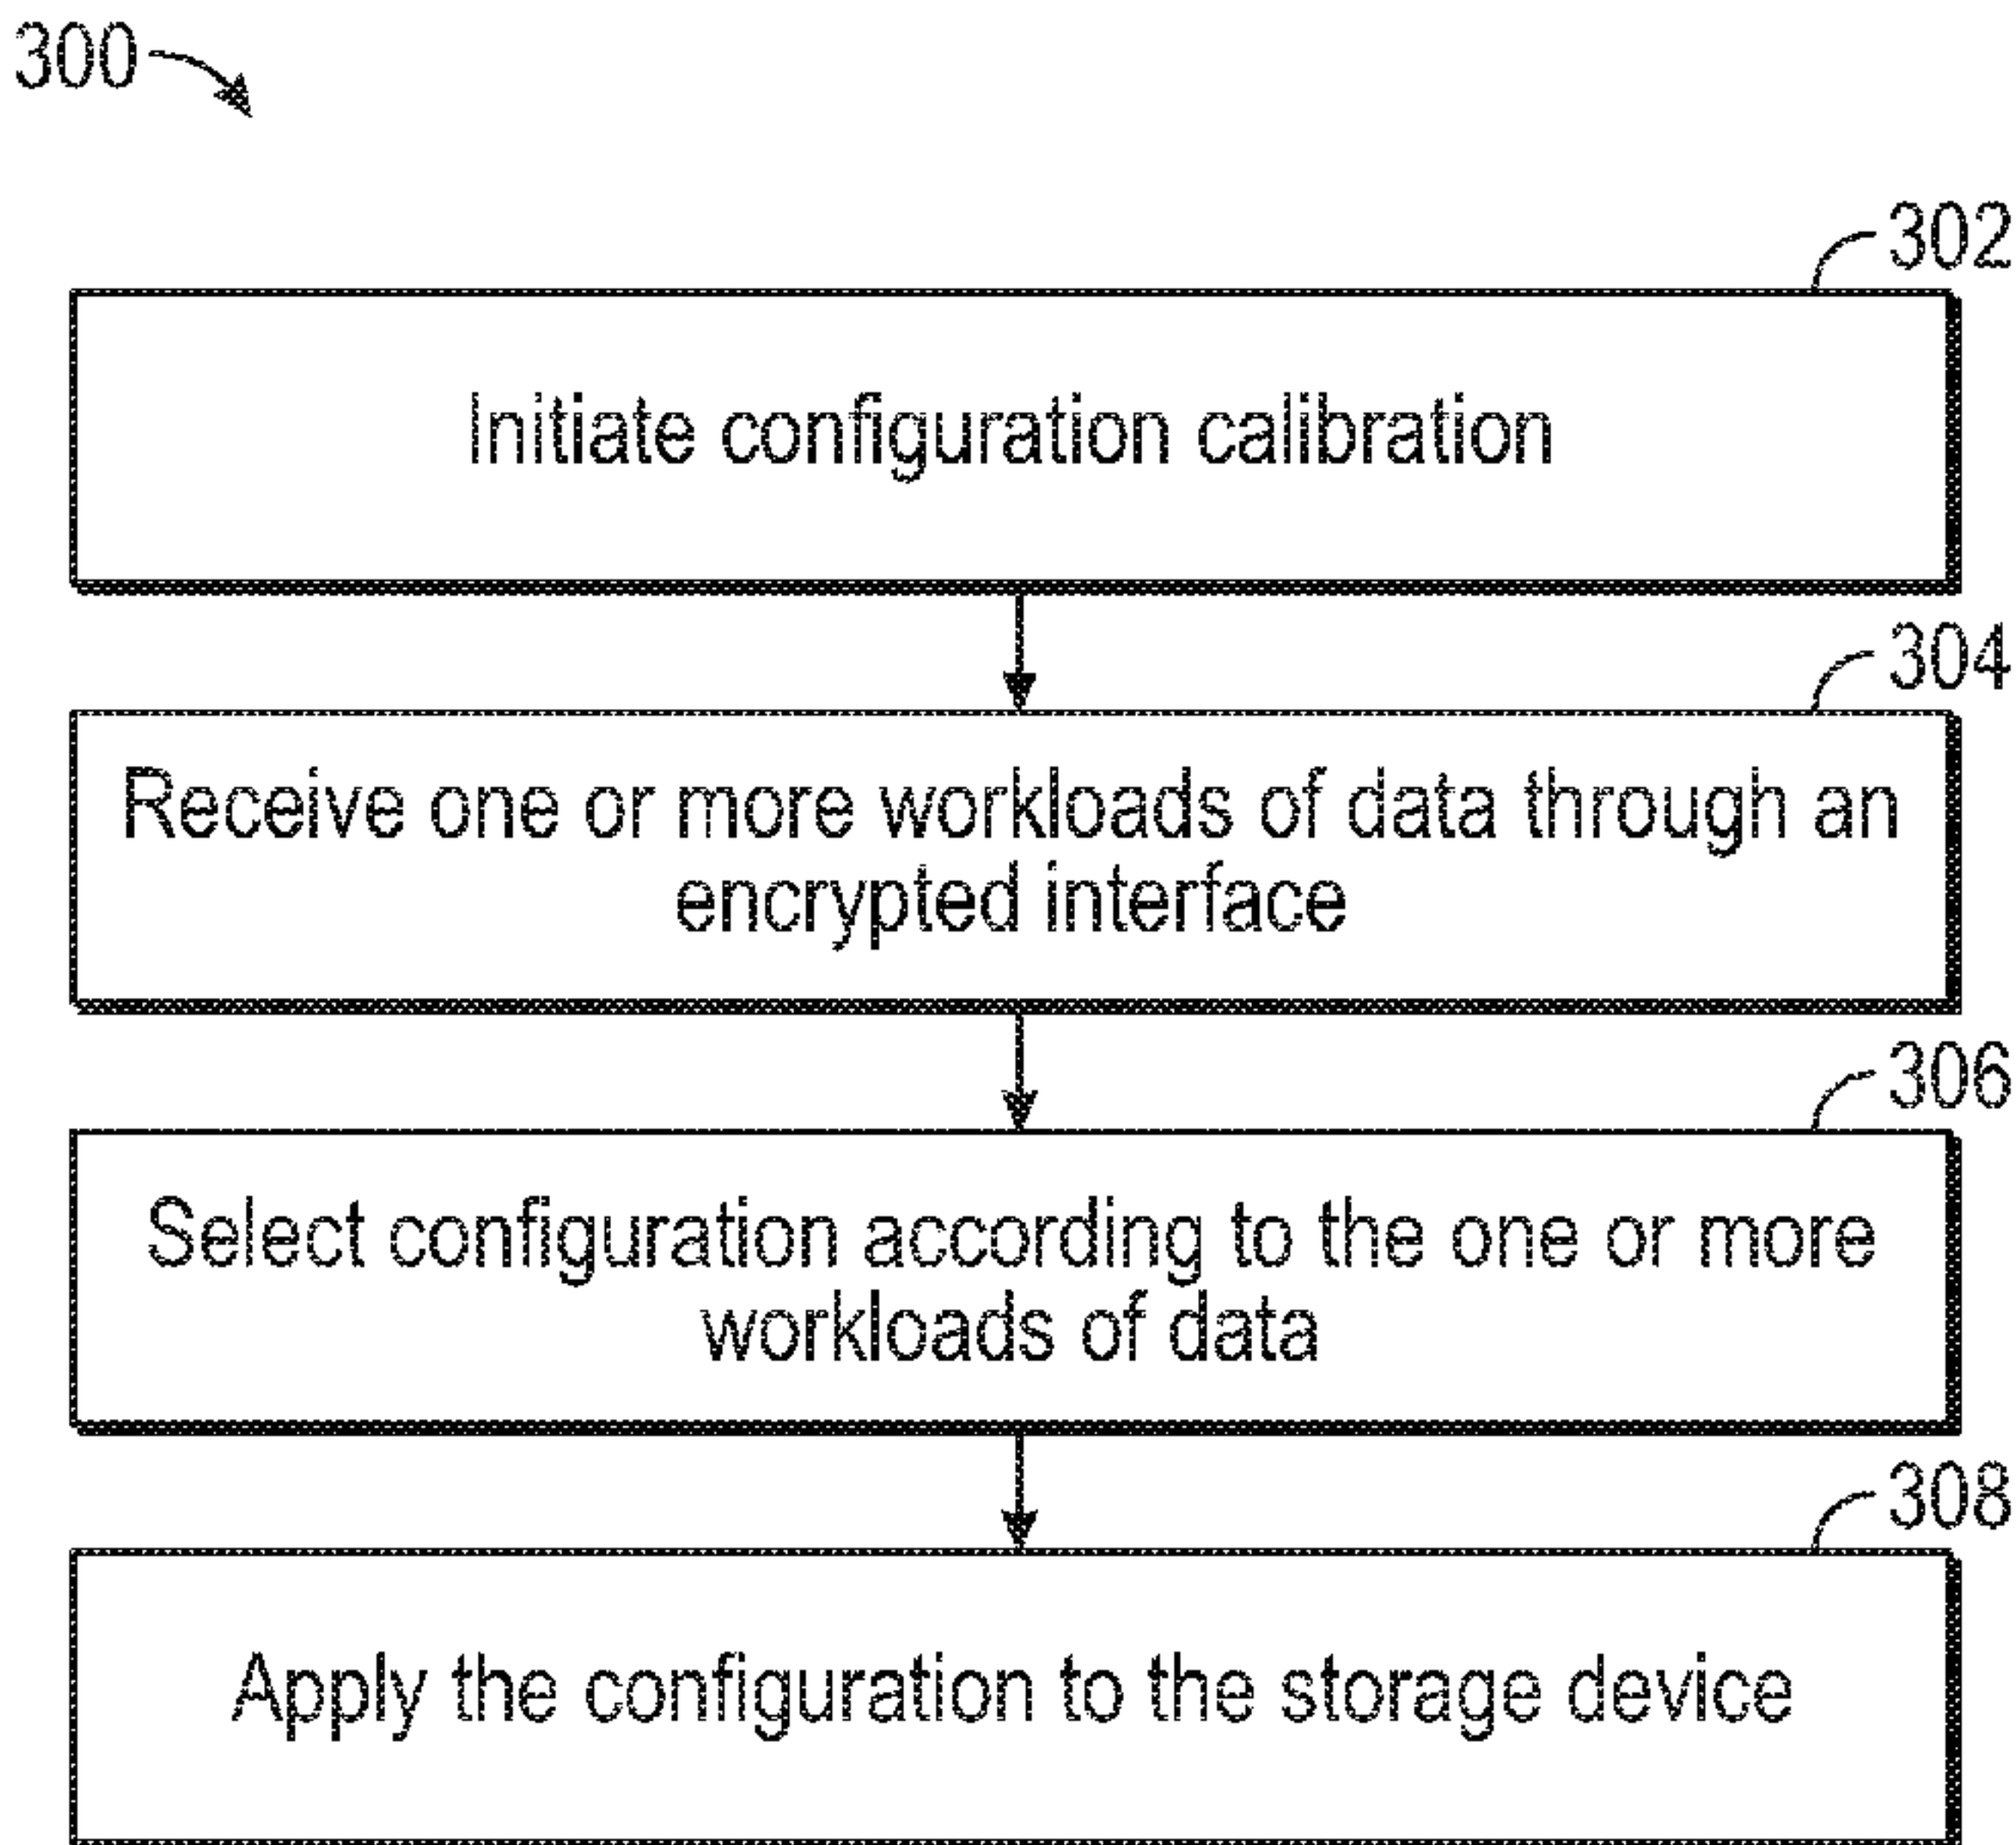 300
302
Initiate configuration calibration
304
Receive one or more workloads of data through an
encrypted interface
306
Select configuration according to the one or more
workloads of data
308
Apply the configuration to the storage device